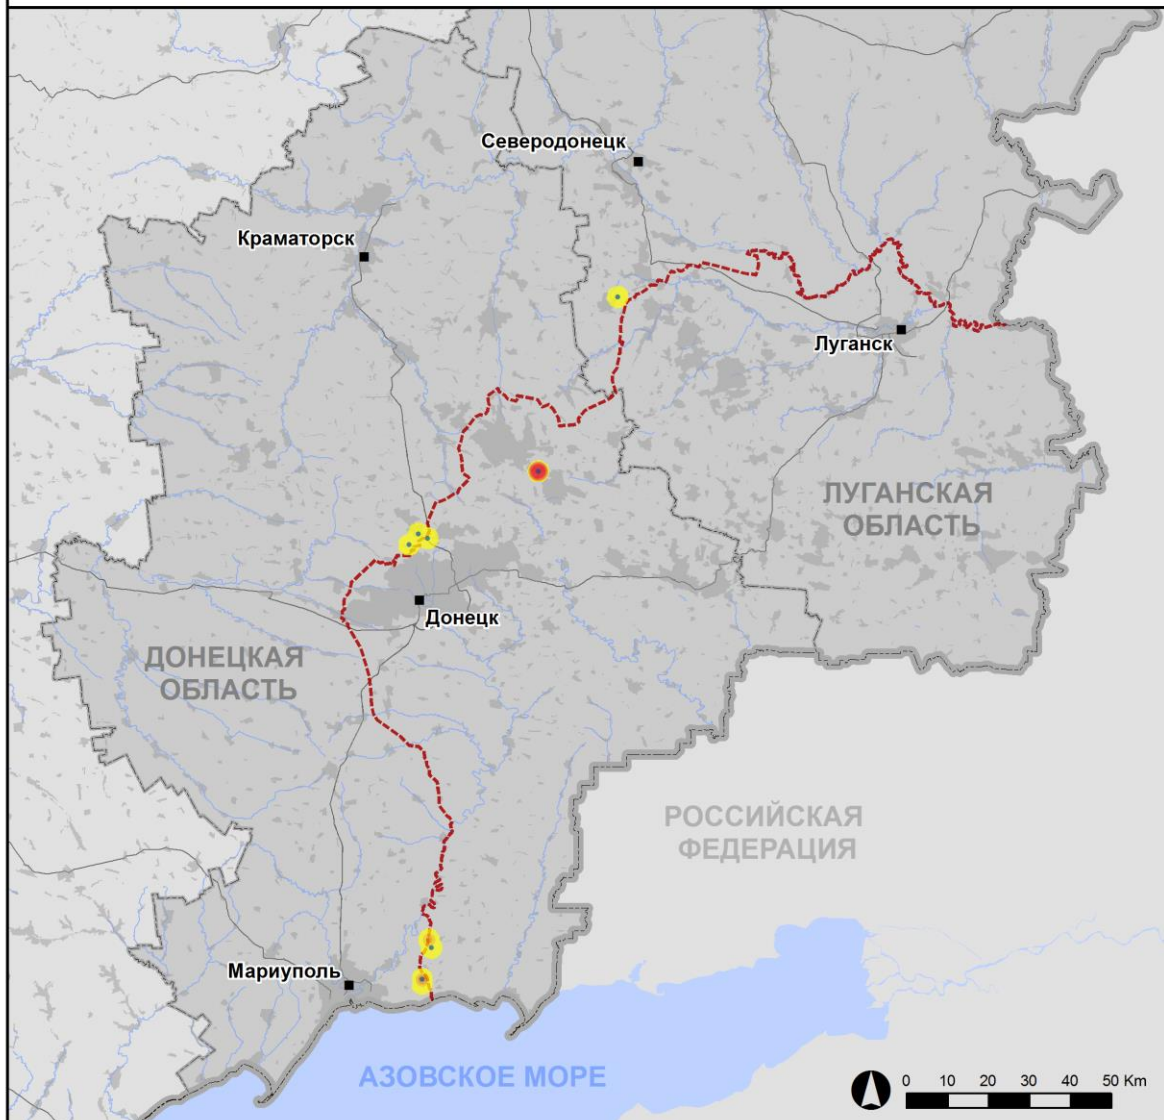 Северодонецк
Краматорск
Луганск
ЛУГАНСКАЯ
ОБЛАСТЬ
Донецк
ДОНЕЦКАЯ
ОБЛАСТЬ
РОССИЙСКАЯ
ФЕДЕРАЦИЯ
Мариуполь
АЗОВСКОЕ МОРЕ
0 10 20 30 40 50 Km